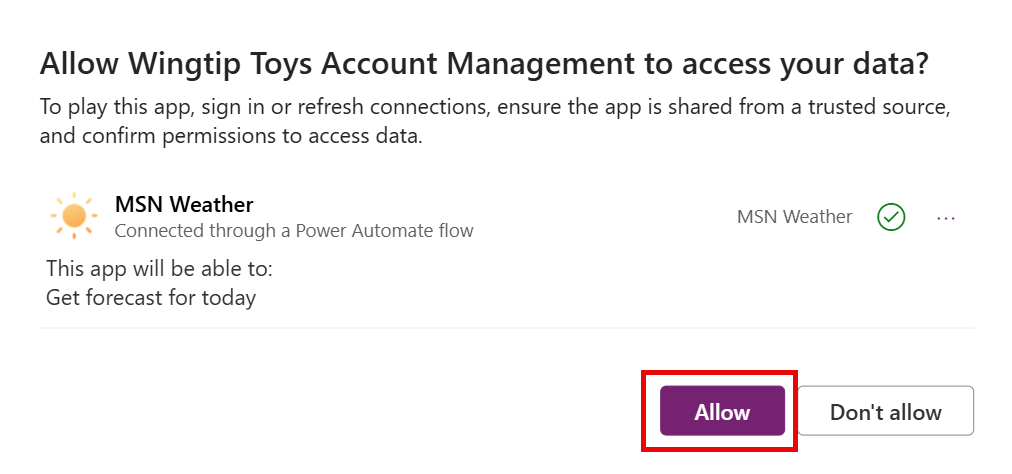 Allow Wingtip Toys Account Management to access your data?
To play this app, sign in or refresh connections, ensure the app is shared from a trusted source,
and confirm permissions to access data.
MSN Weather
Connected through a Power Automate flow
MSN Weather
This app will be able to:
Get forecast for today
Allow
Don't allow